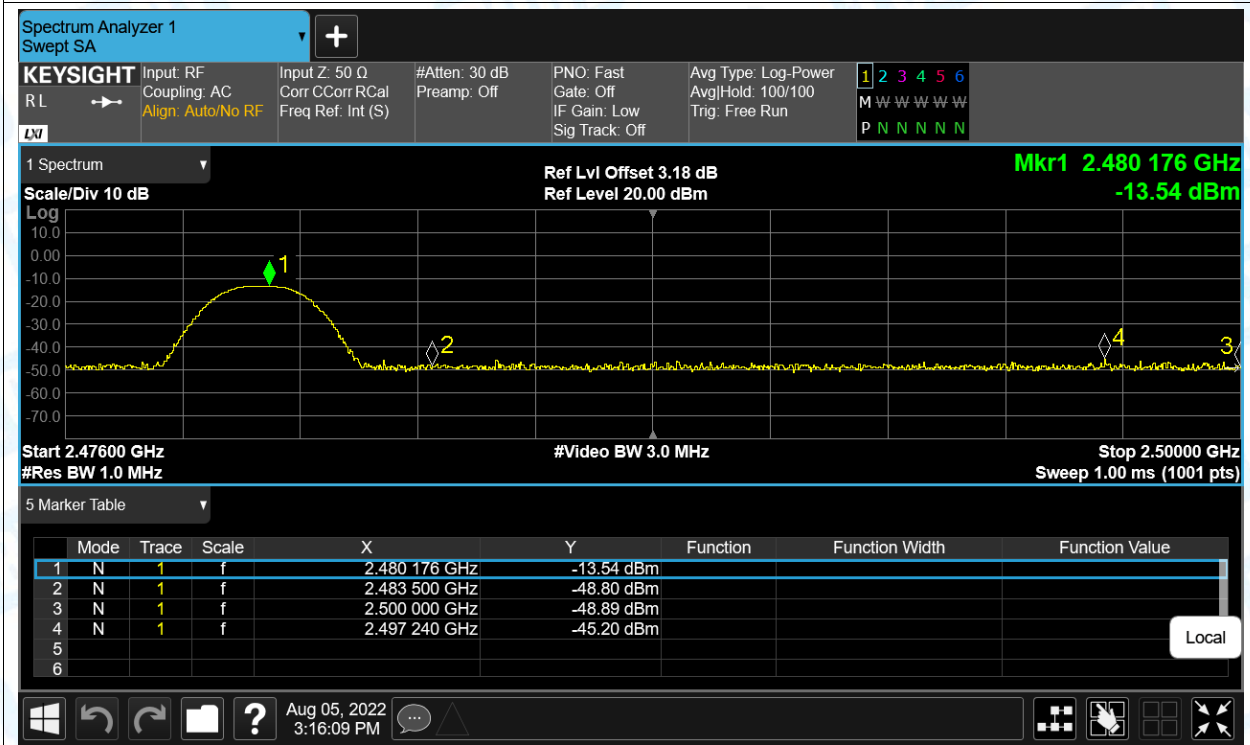 Spectrum Analyzer 1
Swept SA
KEYSIGHT
R L
LXI
Input: RF
Coupling: AC
Align: Auto/No RF
Input Z: 50 Ω
Corr CCorr RCal
Freq Ref: Int (S)
#Atten: 30 dB
Preamp: Off
PNO: Fast
Gate: Off
IF Gain: Low
Sig Track: Off
Avg Type: Log-Power
Avg|Hold: 100/100
Trig: Free Run
1 2 3 4 5 6
M W W W W W
P N N N N N
1 Spectrum
Scale/Div 10 dB
Ref Lvl Offset 3.18 dB
Ref Level 20.00 dBm
Mkr1 2.480 176 GHz
-13.54 dBm
Log
10.0
0.00
-10.0
-20.0
-30.0
-40.0
-50.0
-60.0
-70.0
1
2
4
3
Start 2.47600 GHz
#Res BW 1.0 MHz
#Video BW 3.0 MHz
Stop 2.50000 GHz
Sweep 1.00 ms (1001 pts)
5 Marker Table
Mode Trace Scale X Y Function Function Width Function Value
1 N 1 f 2.480 176 GHz -13.54 dBm
2 N 1 f 2.483 500 GHz -48.80 dBm
3 N 1 f 2.500 000 GHz -48.89 dBm
4 N 1 f 2.497 240 GHz -45.20 dBm
5
6
Local
?
Aug 05, 2022
3:16:09 PM